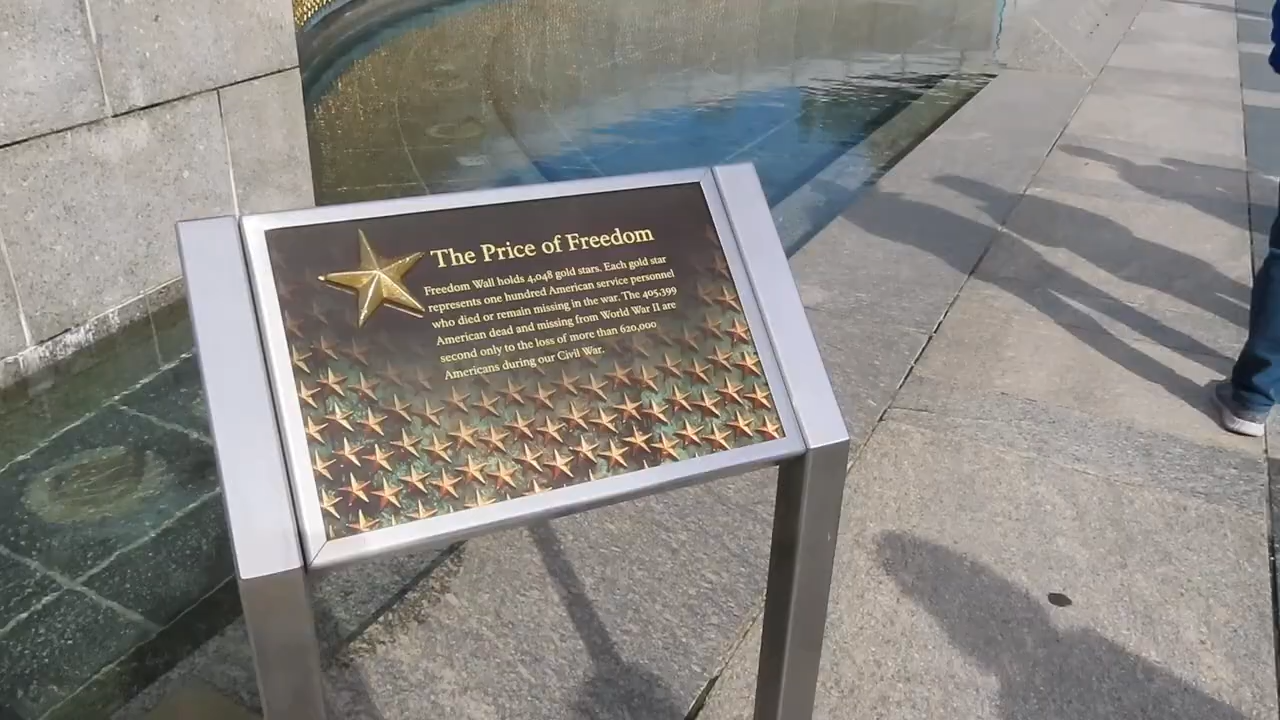 The Price of Freedom
Freedom Wall holds 4,048 gold stars. Each gold star
represents one hundred American service personnel
who died or remain missing in the war. The 405,399
American dead and missing from World War II are
second only to the loss of more than 620,000
Americans during our Civil War.